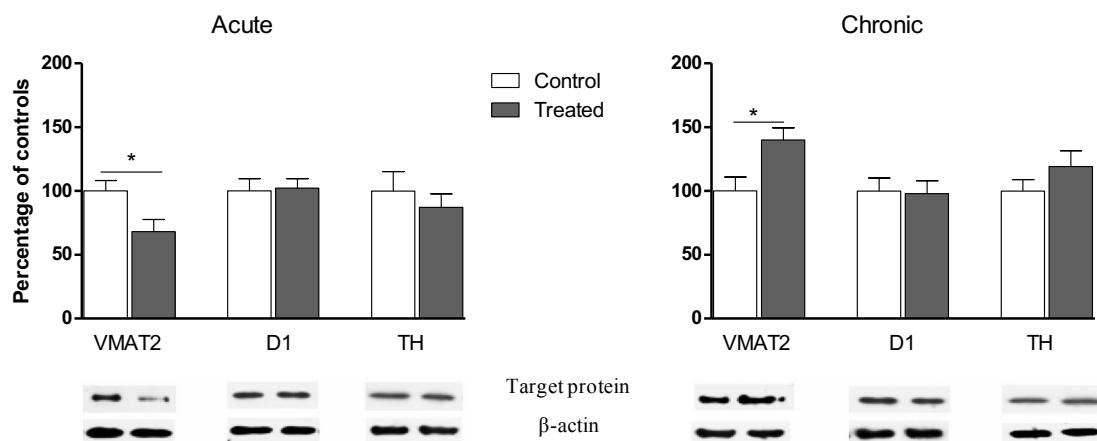 Acute
Chronic
200
150
100
50
0
Percentage of controls
*
VMAT2 D1 TH
Control
Treated
200
150
100
50
0
*
VMAT2 D1 TH
Target protein
β-actin